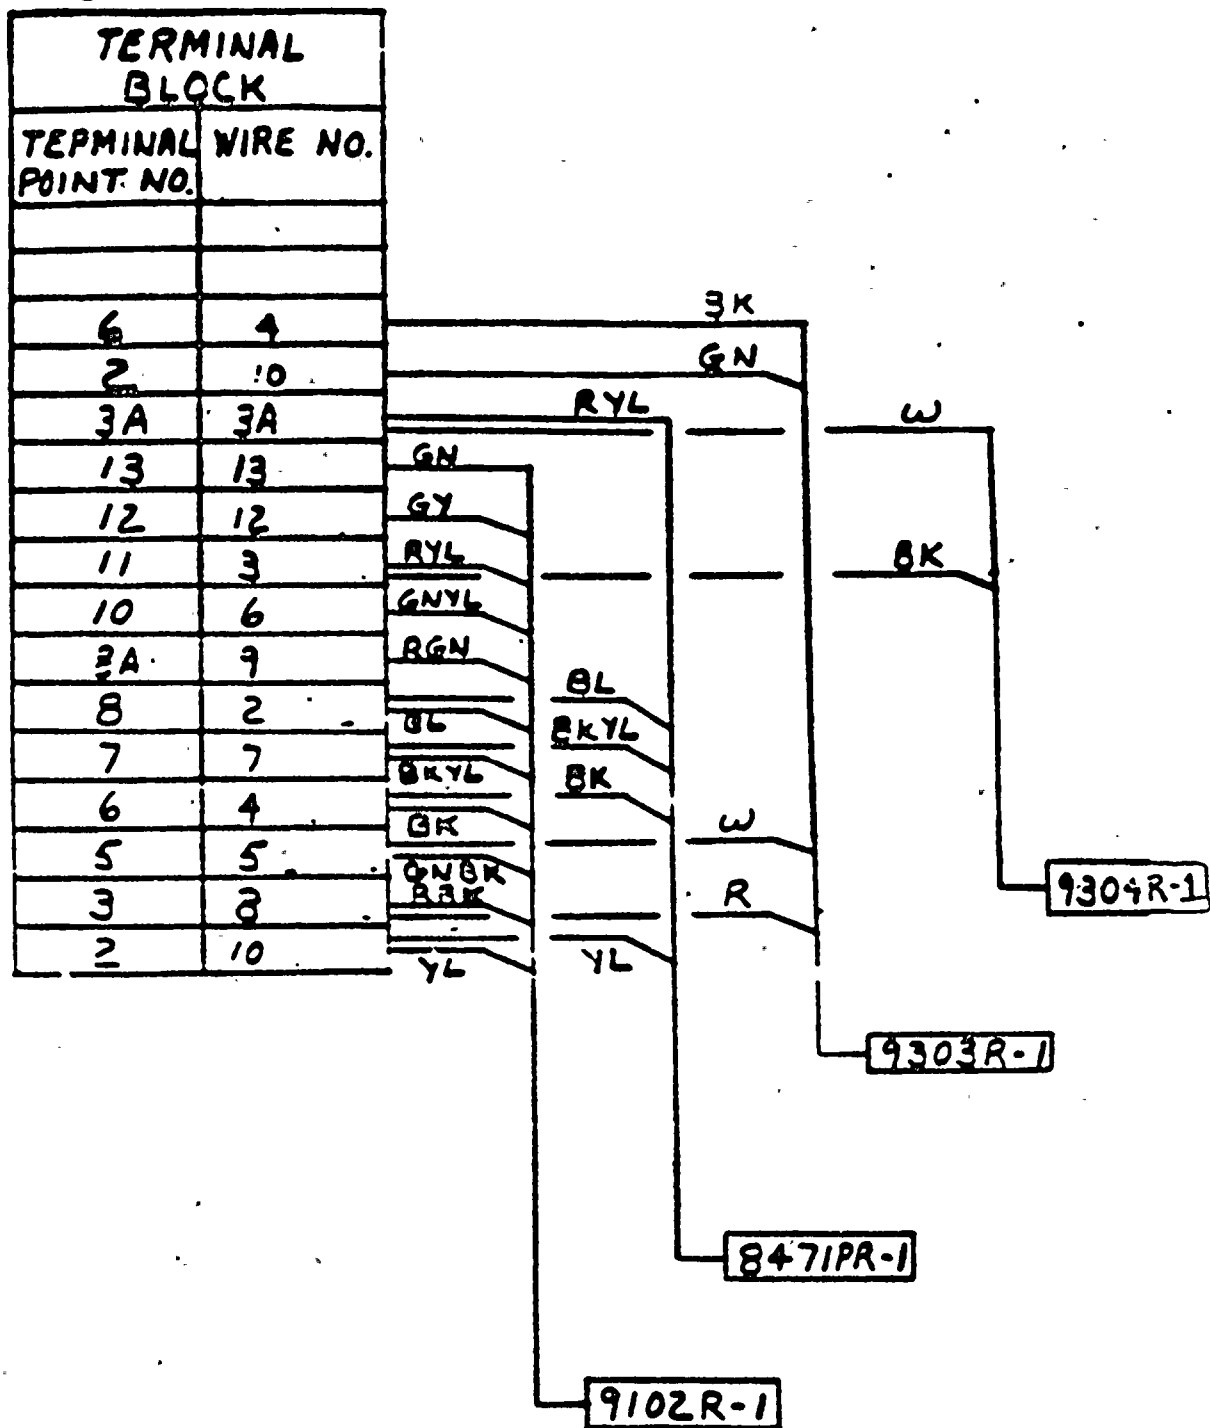 TERMINAL
BLOCK
TERMINAL WIRE NO.
POINT NO.
6 4 BK
2 10 GN
3A 3A RYL W
13 13 GN
12 12 GY
11 3 RYL BK
10 6 GNYL
9 RGN
8 2 BL BL
7 7 BKYL BKYL
6 4 BK BK
5 5 GNBK W
3 RBK R
2 10 YL YL
9304R-1
9303R-1
8471PR-1
9102R-1